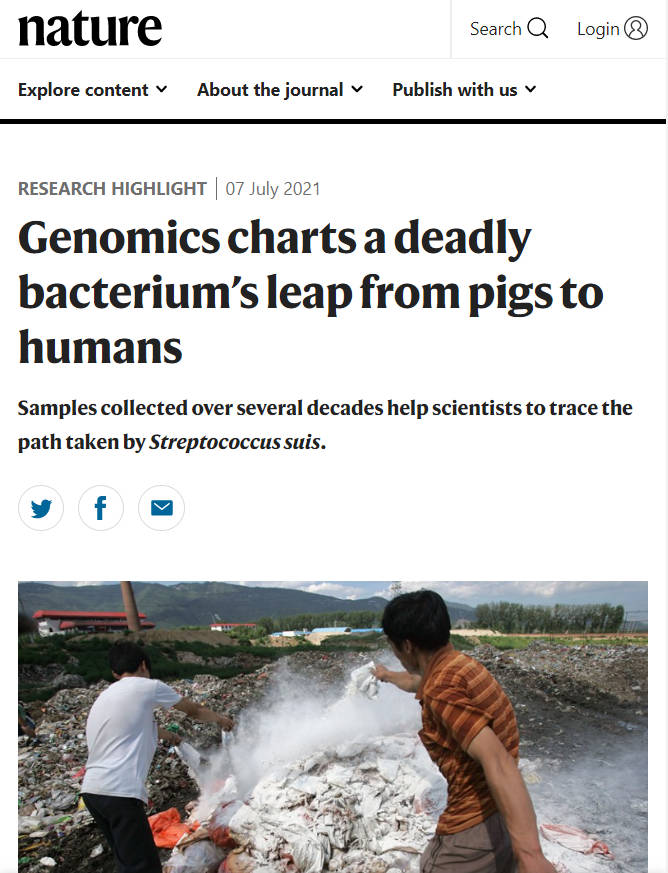 nature
Search
Login
Explore content
About the journal
Publish with us
RESEARCH HIGHLIGHT | 07 July 2021
Genomics charts a deadly
bacterium’s leap from pigs to
humans
Samples collected over several decades help scientists to trace the
path taken by Streptococcus suis.